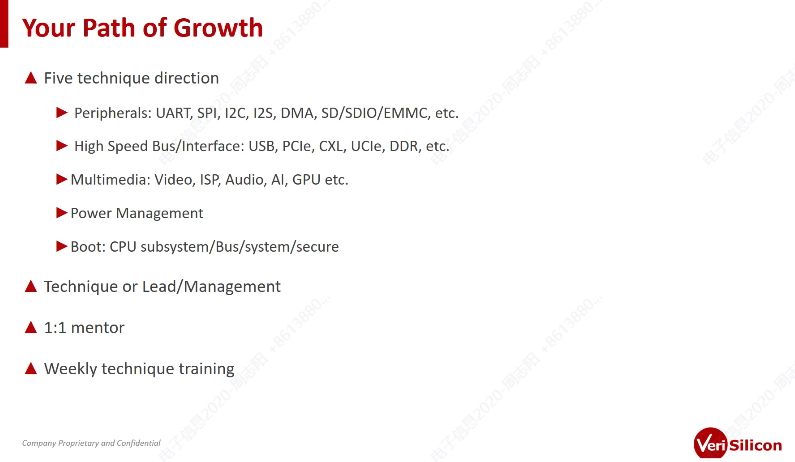 Your Path of Growth
▲ Five technique direction
► Peripherals: UART, SPI, I2C, I2S, DMA, SD/SDIO/EMMC, etc.
► High Speed Bus/Interface: USB, PCIe, CXL, UCIe, DDR, etc.
► Multimedia: Video, ISP, Audio, AI, GPU etc.
► Power Management
► Boot: CPU subsystem/Bus/system/secure
▲ Technique or Lead/Management
▲ 1:1 mentor
▲ Weekly technique training
Company Proprietary and Confidential
VeriSilicon